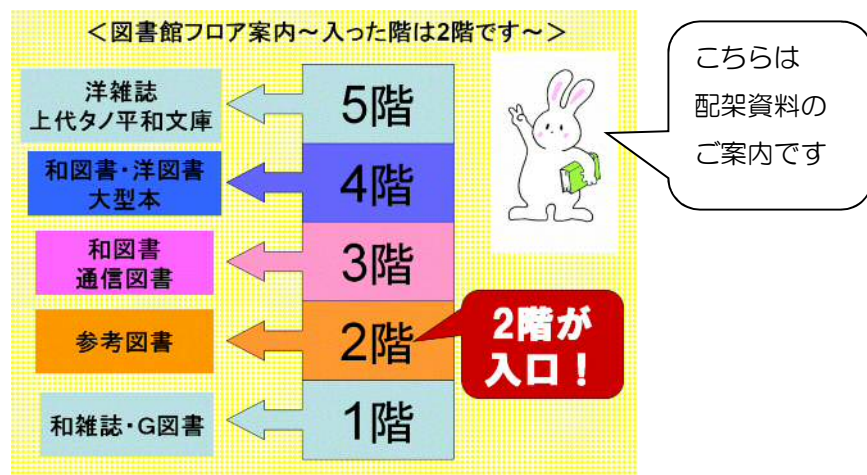 ＜図書館フロア案内～入った階は2階です～＞
こちらは
配架資料の
ご案内です
洋雑誌
上代タノ平和文庫
5階
和図書・洋図書
大型本
4階
和図書
通信図書
3階
参考図書
2階
2階が
入口！
和雑誌・G図書
1階